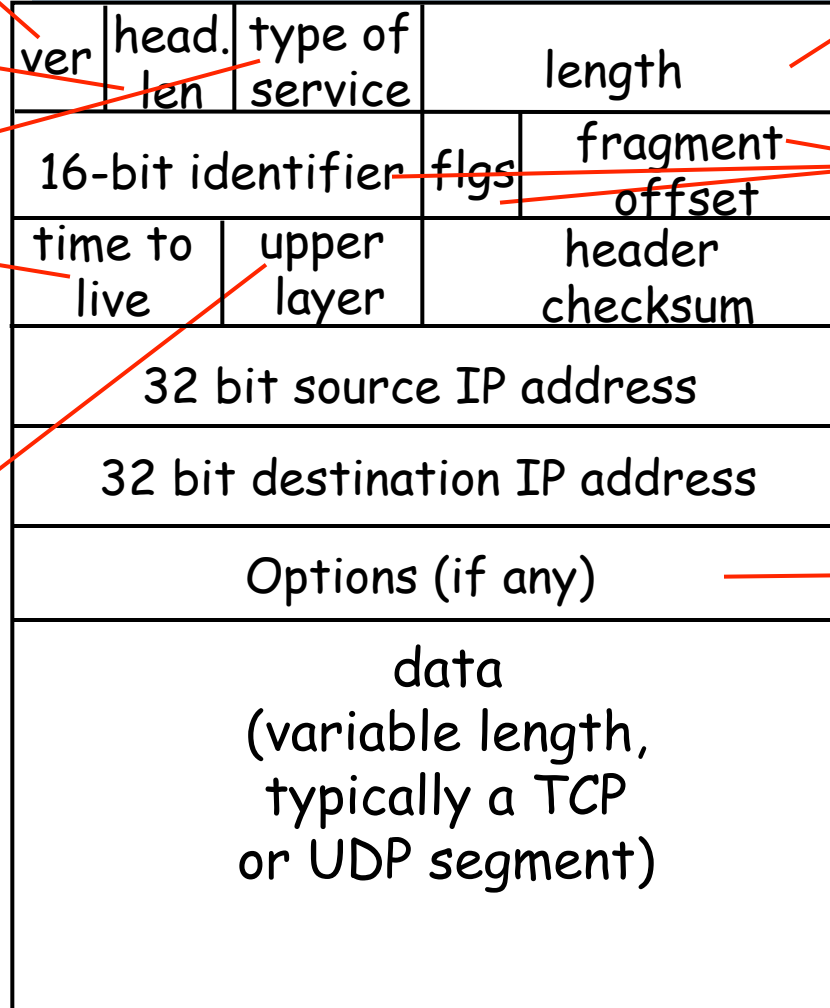 ver
head.
len
type of
service
length
16-bit identifier
flgs
fragment
offset
time to
live
upper
layer
header
checksum
32 bit source IP address
32 bit destination IP address
Options (if any)
data
(variable length,
typically a TCP
or UDP segment)